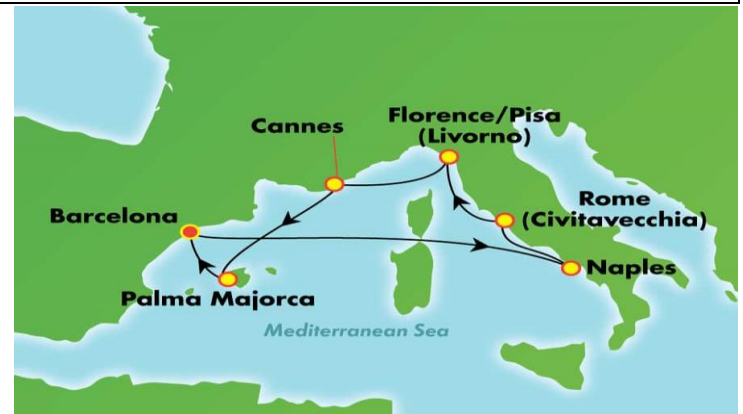 Cannes
Florence/Pisa
(Livorno)
Barcelona
Rome
(Civitavecchia)
Naples
Palma Majorca
Mediterranean Sea